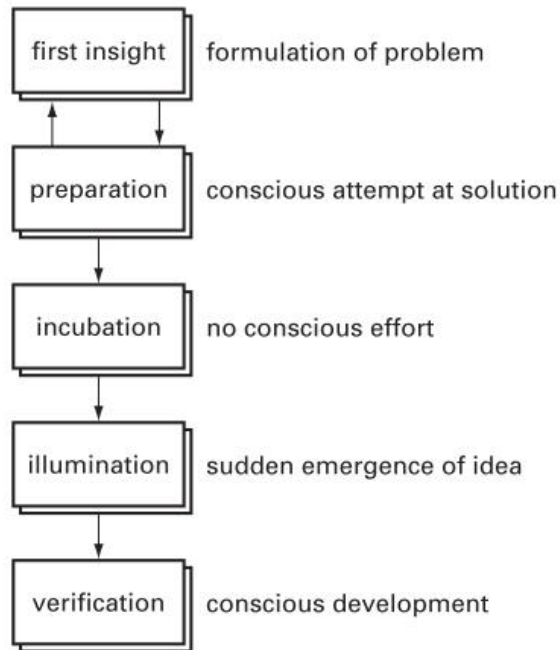 first insight formulation of problem
preparation conscious attempt at solution
incubation no conscious effort
illumination sudden emergence of idea
verification conscious development